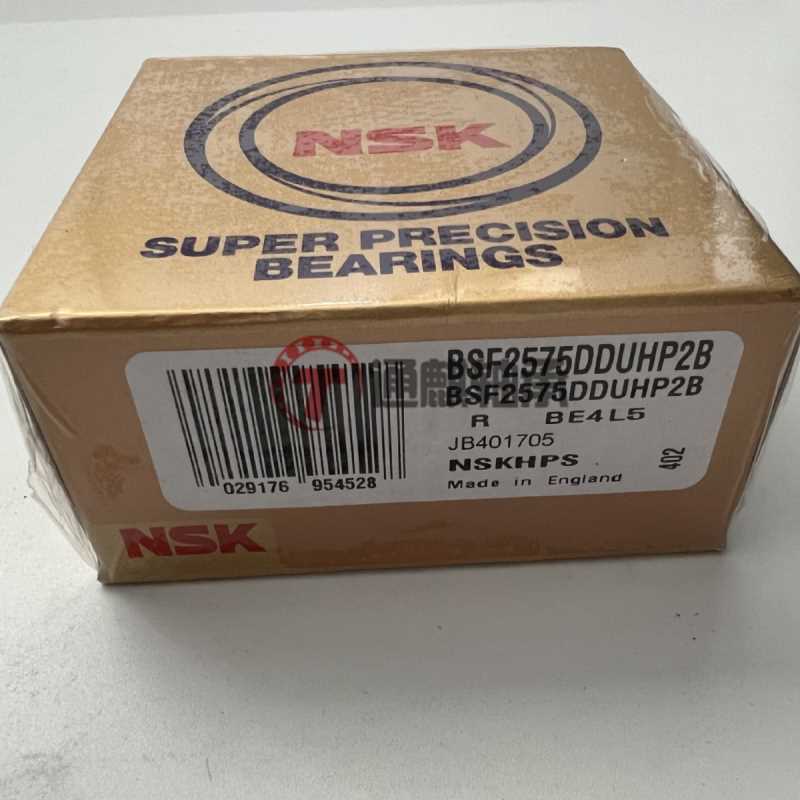 NSK
SUPER PRECISION
BEARINGS
BSF2575DDUHP2B
BSF2575DDUHP2B
R BE4L5
JB401705
NSKHPS
Made in England
402
029176 954528
NSK